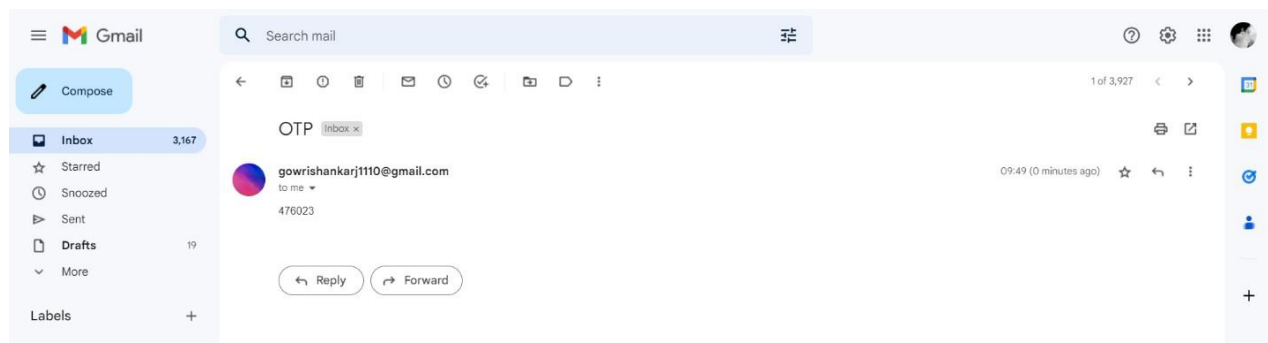 Gmail
Search mail
Compose
1 of 3,927
31
OTP Inbox x
Inbox 3,167
Starred
gowrishankarj1110@gmail.com 09:49 (0 minutes ago)
to me
Snoozed
476023
Sent
Drafts 19
More
Reply Forward
Labels +